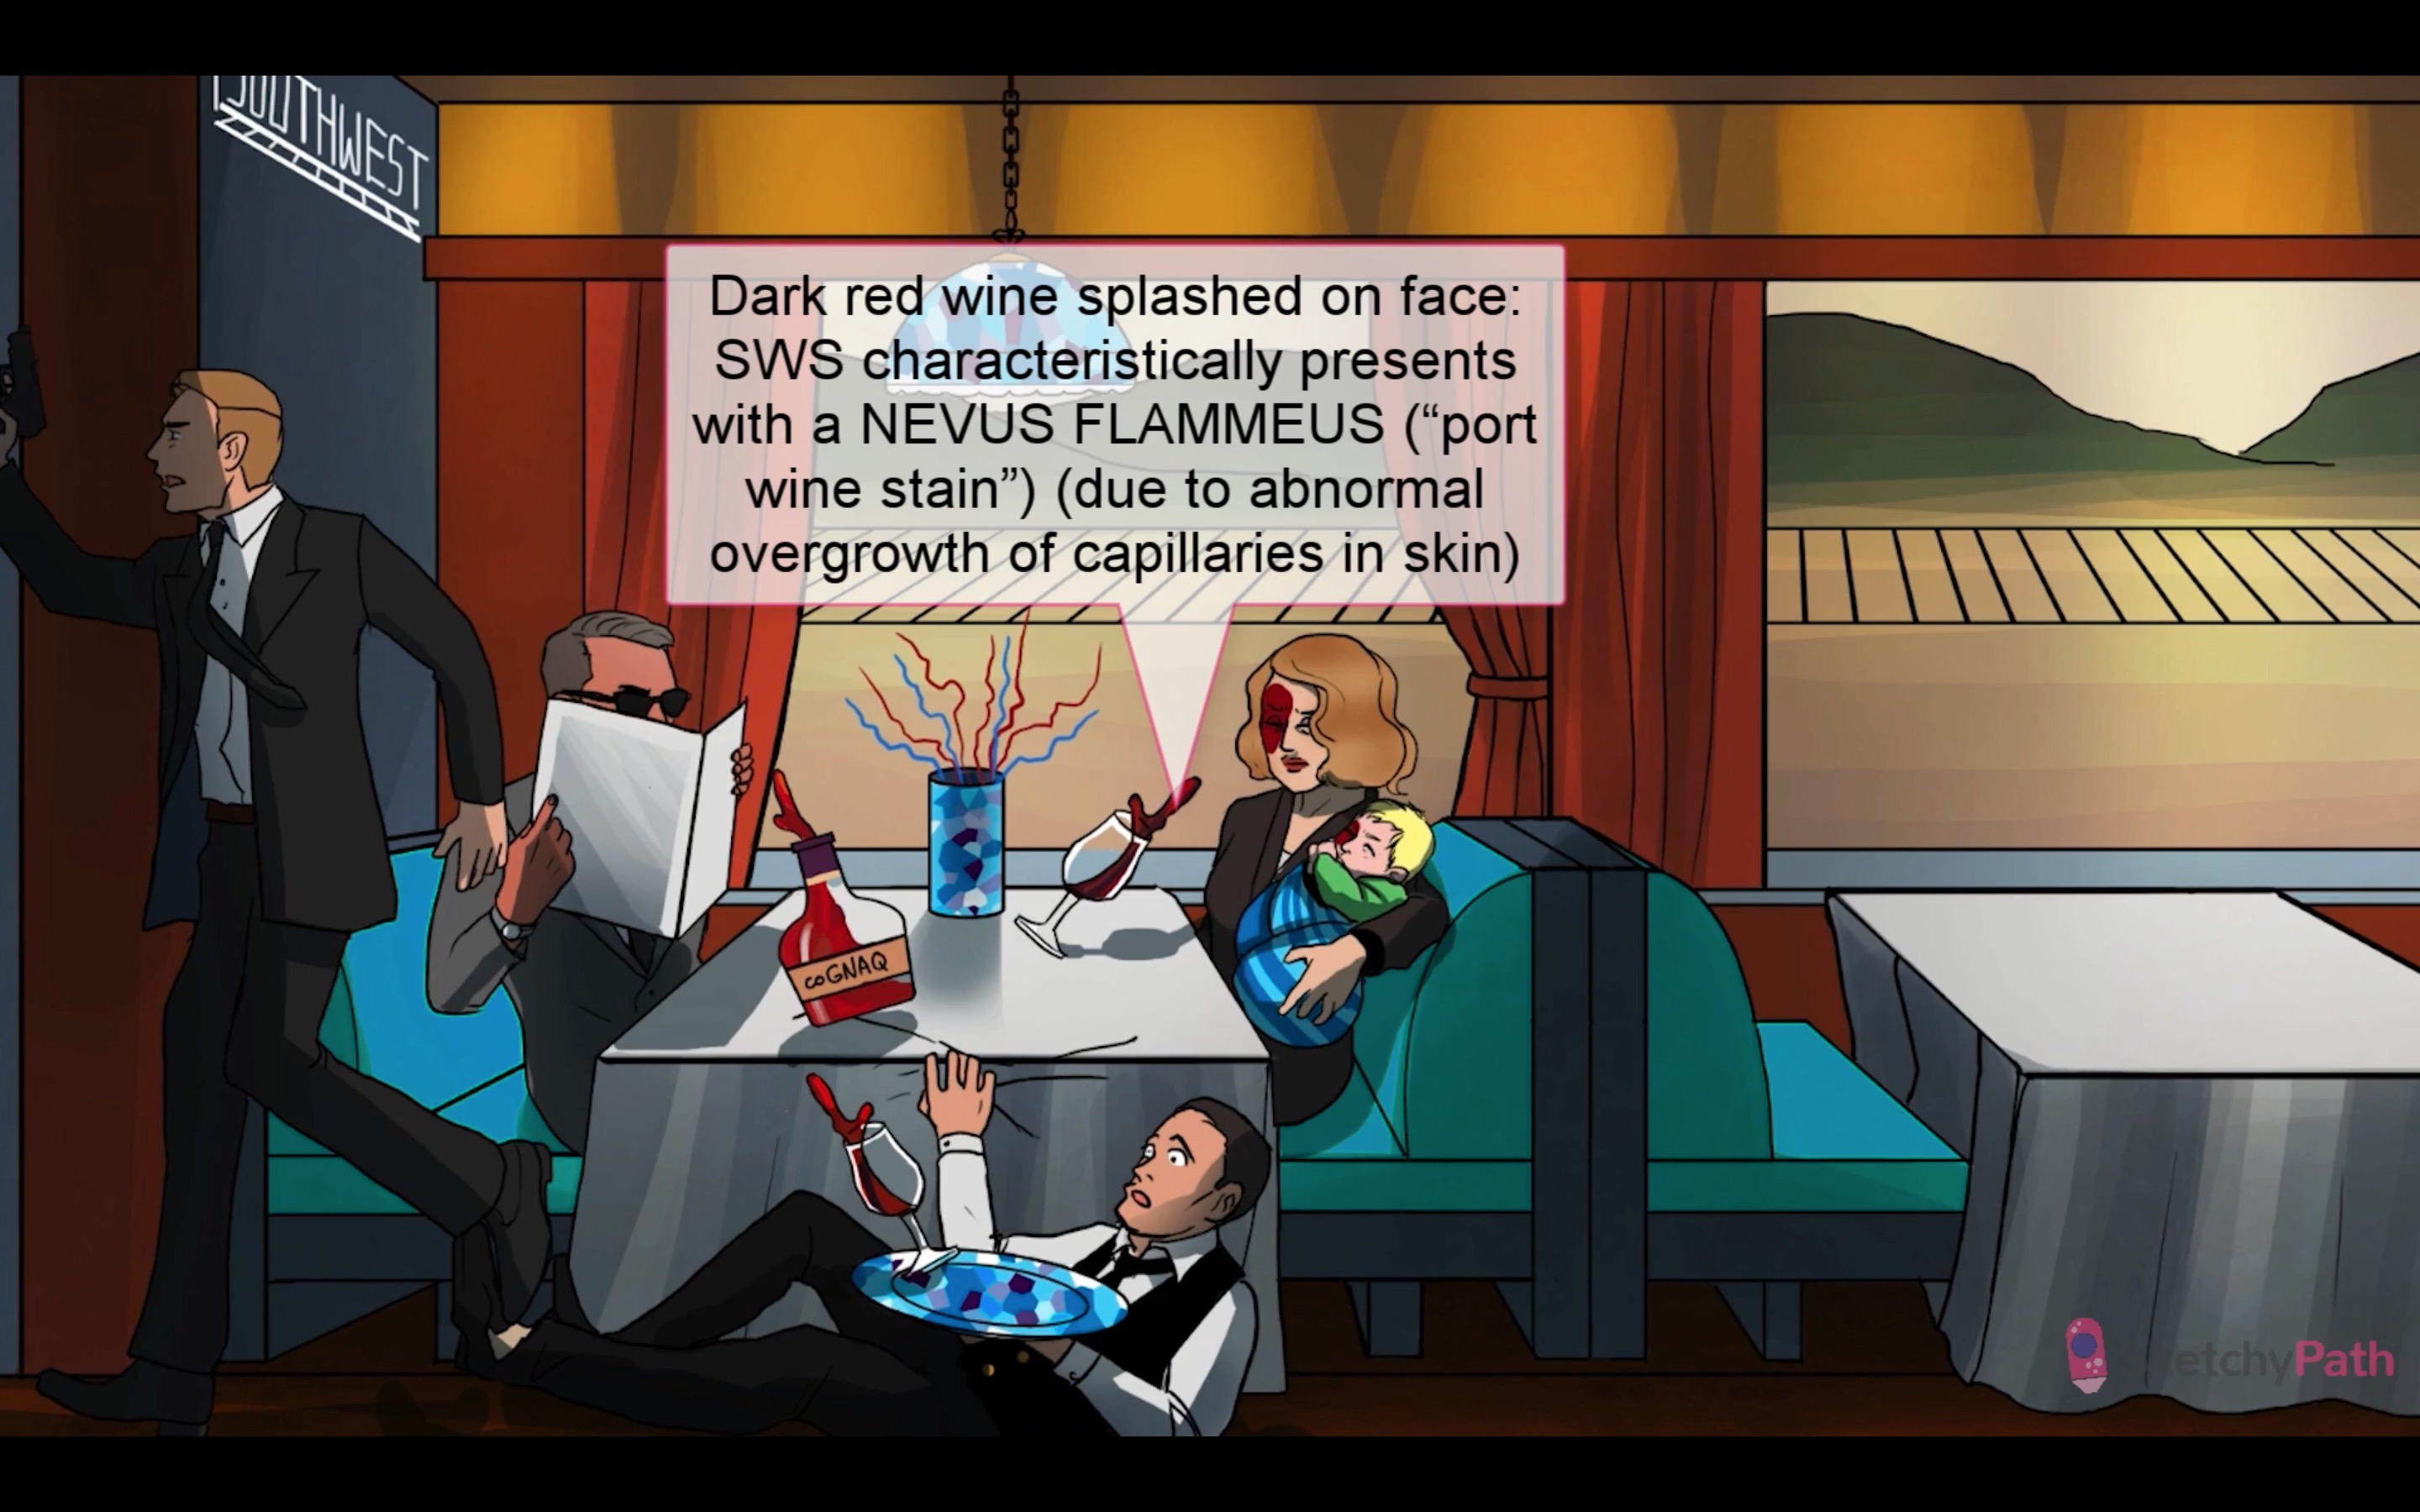 SOUTHWEST
Dark red wine splashed on face:
SWS characteristically presents
with a NEVUS FLAMMEUS (“port
wine stain”) (due to abnormal
overgrowth of capillaries in skin)
coGNAQ
etchyPath